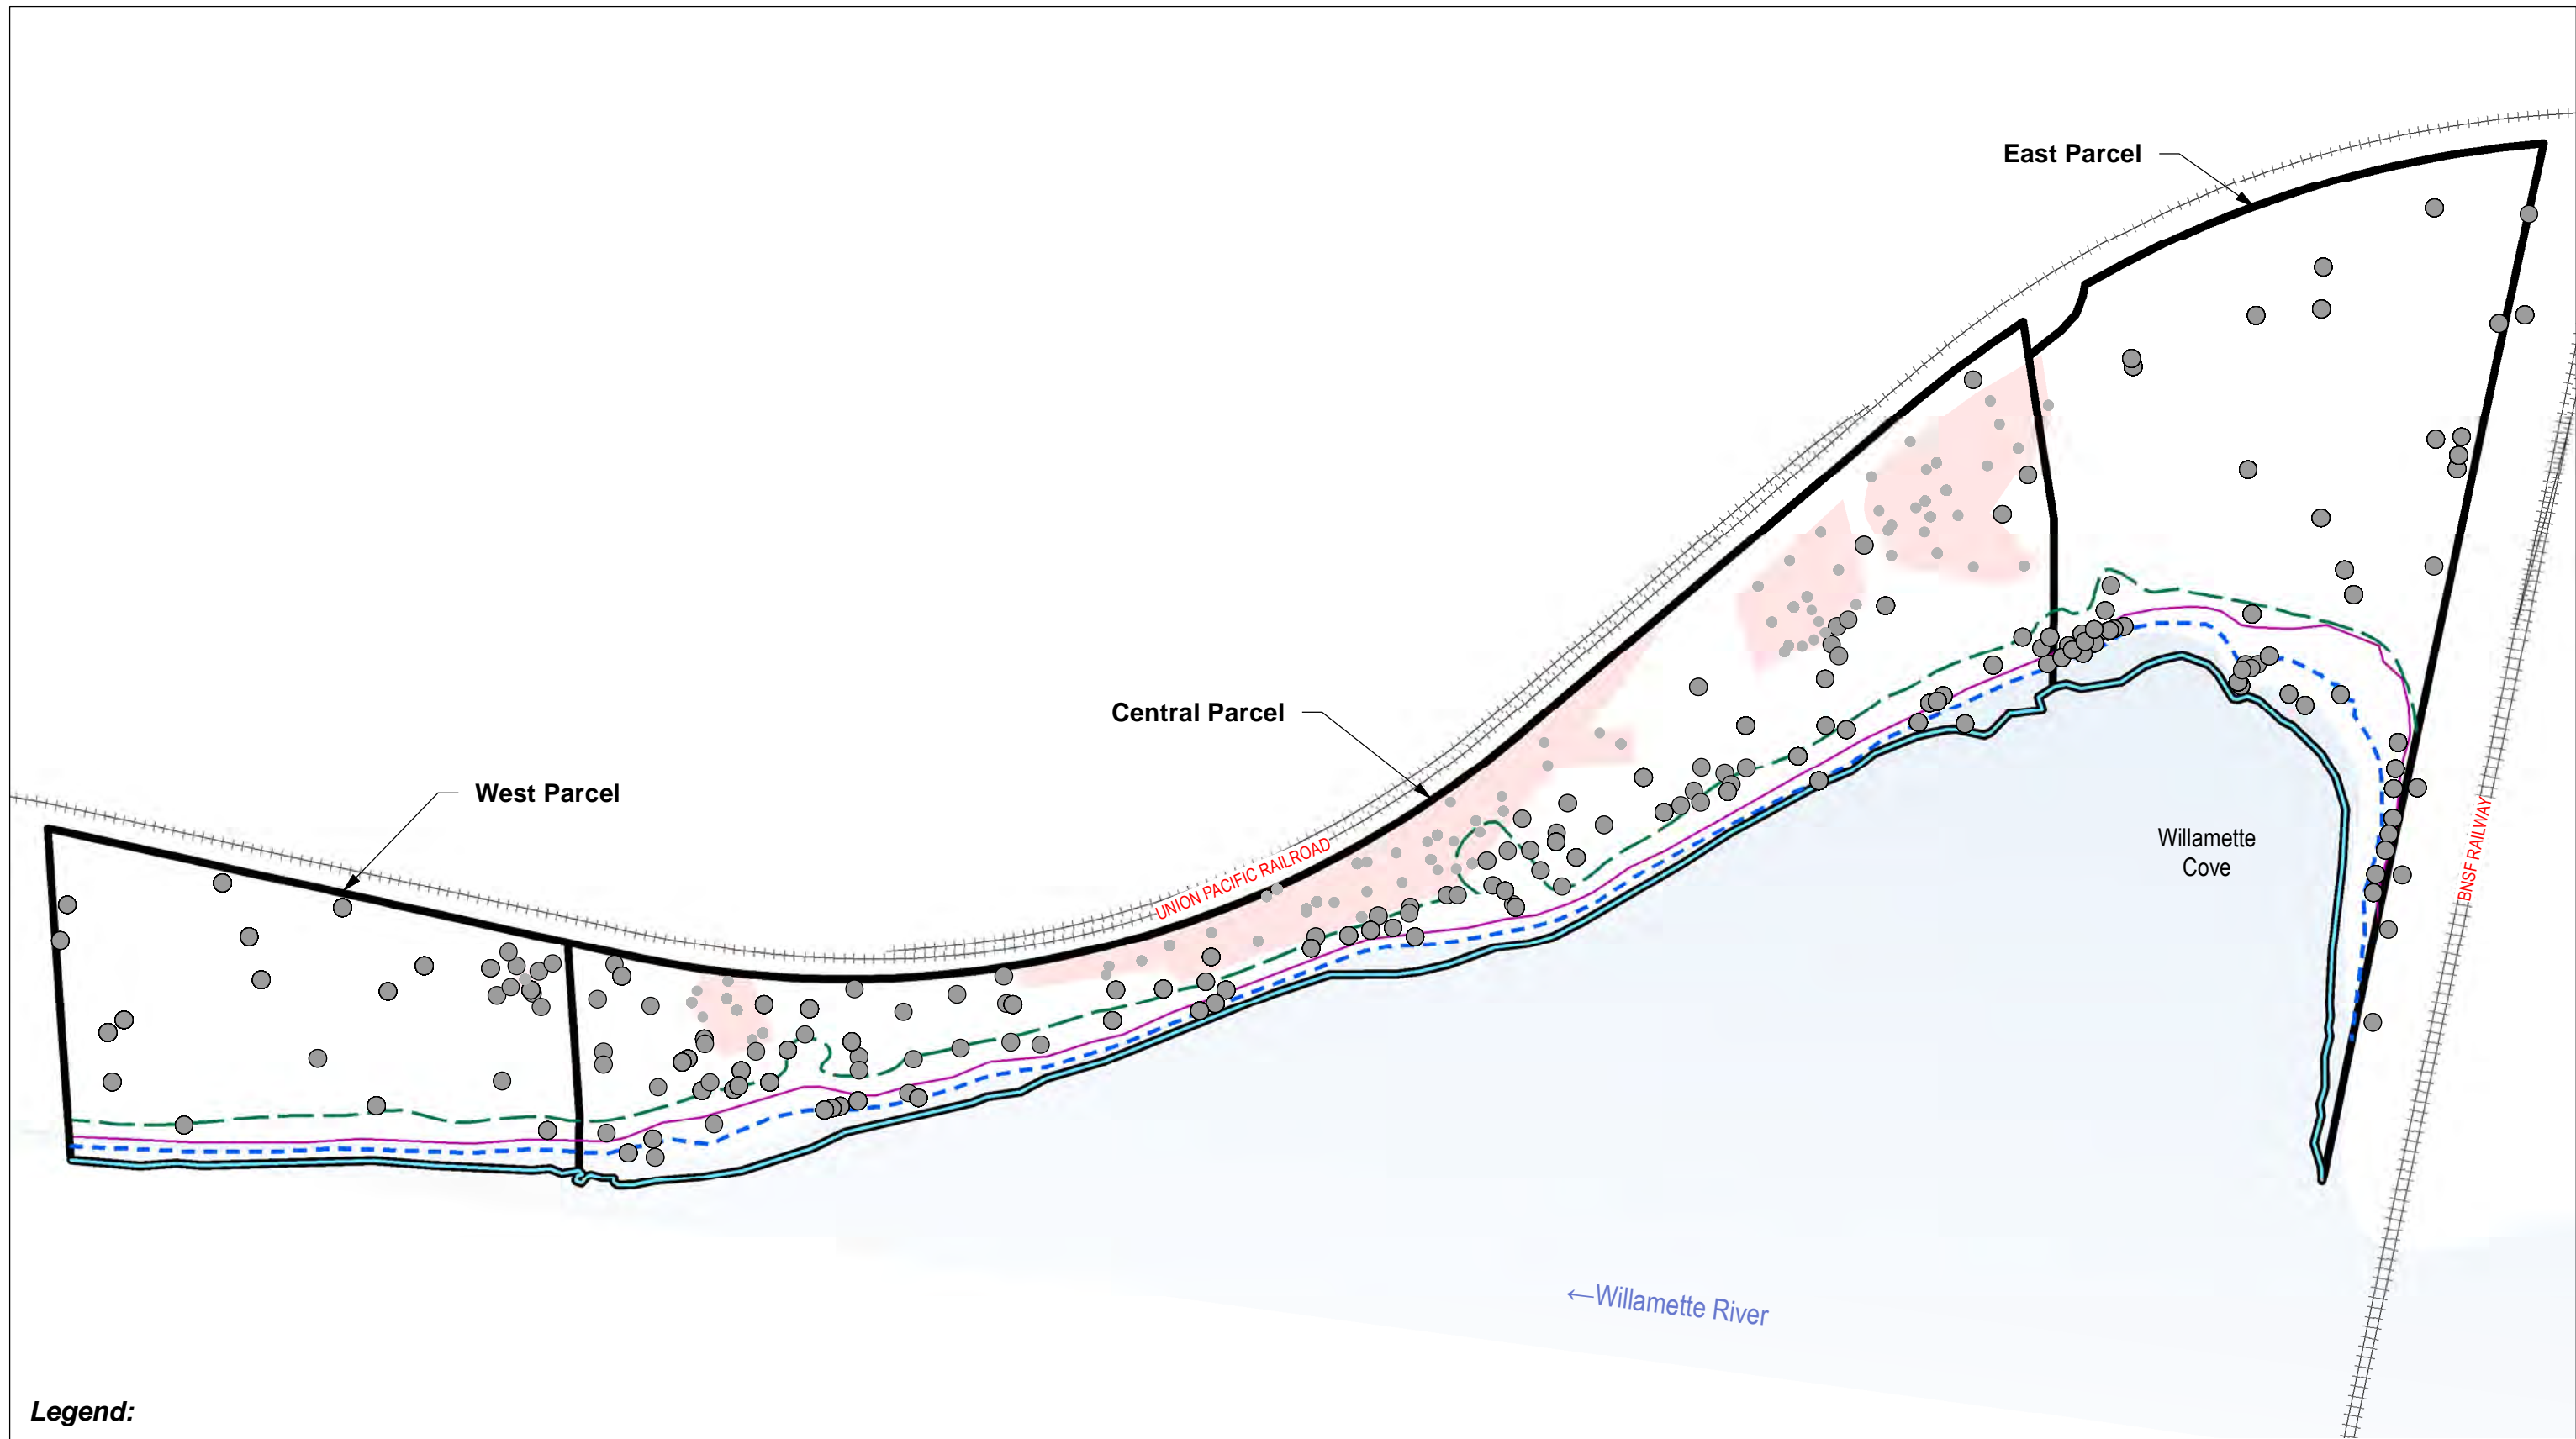 East Parcel
Central Parcel
West Parcel
UNION PACIFIC RAILROAD
BNSF RAILWAY
Willamette
Cove
←Willamette River
Legend: